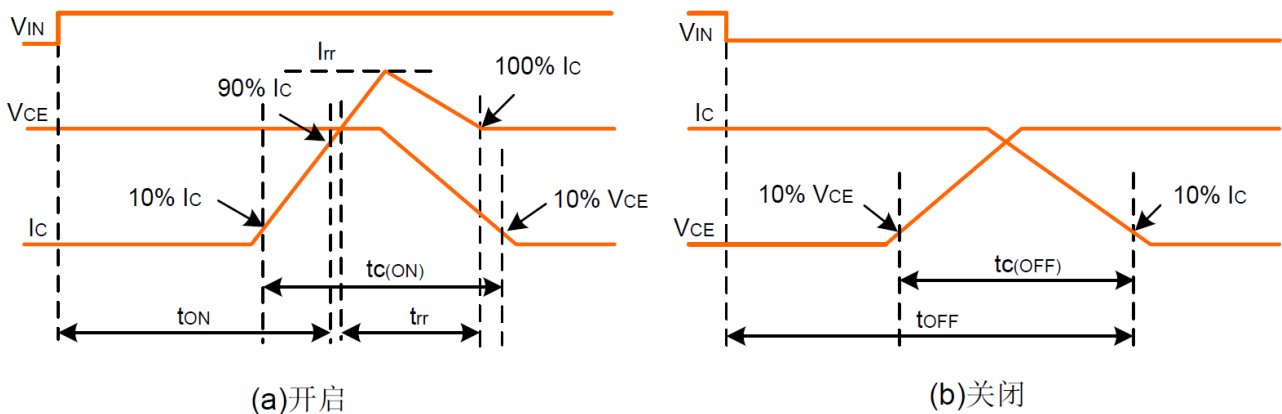 VIN
Irr
90% IC
100% IC
VCE
10% IC
10% VCE
IC
tC(ON)
tON
trr
(a)开启
VIN
IC
10% VCE
10% IC
VCE
tC(OFF)
tOFF
(b)关闭